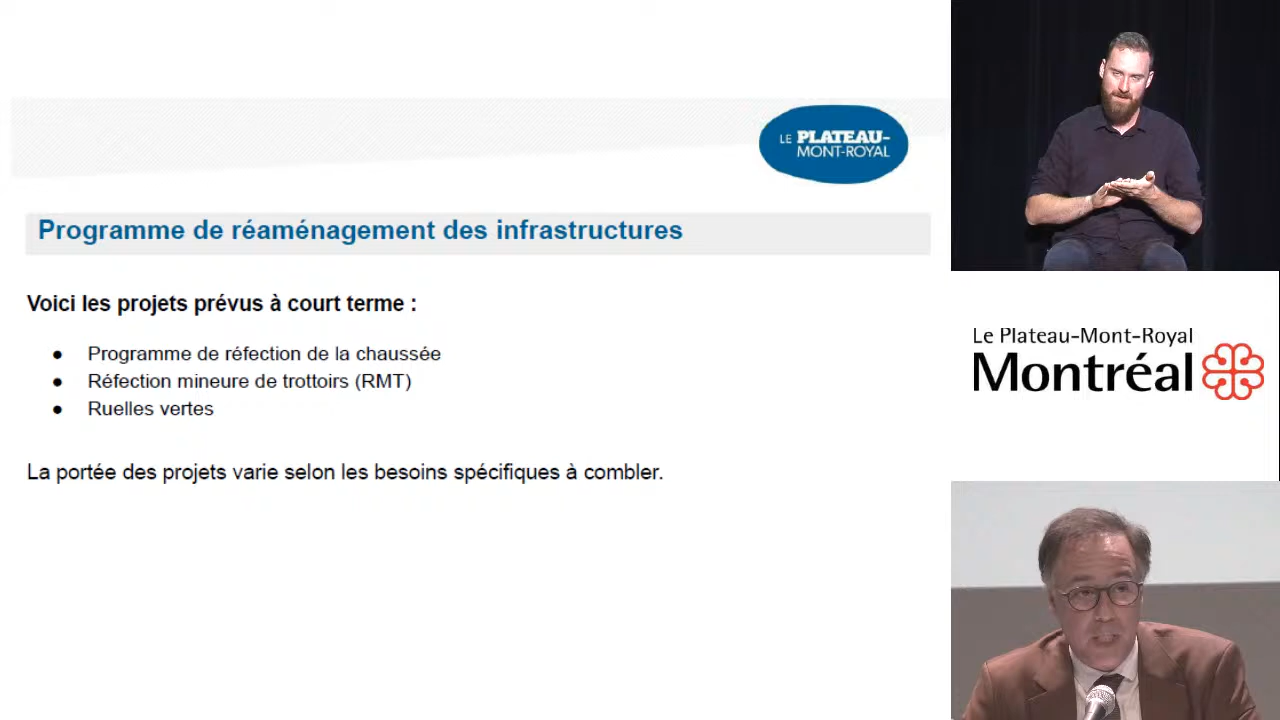 LE PLATEAU-
MONT-ROYAL
Programme de réaménagement des infrastructures
Voici les projets prévus à court terme :
● Programme de réfection de la chaussée
● Réfection mineure de trottoirs (RMT)
● Ruelles vertes
La portée des projets varie selon les besoins spécifiques à combler.
Le Plateau-Mont-Royal
Montréal